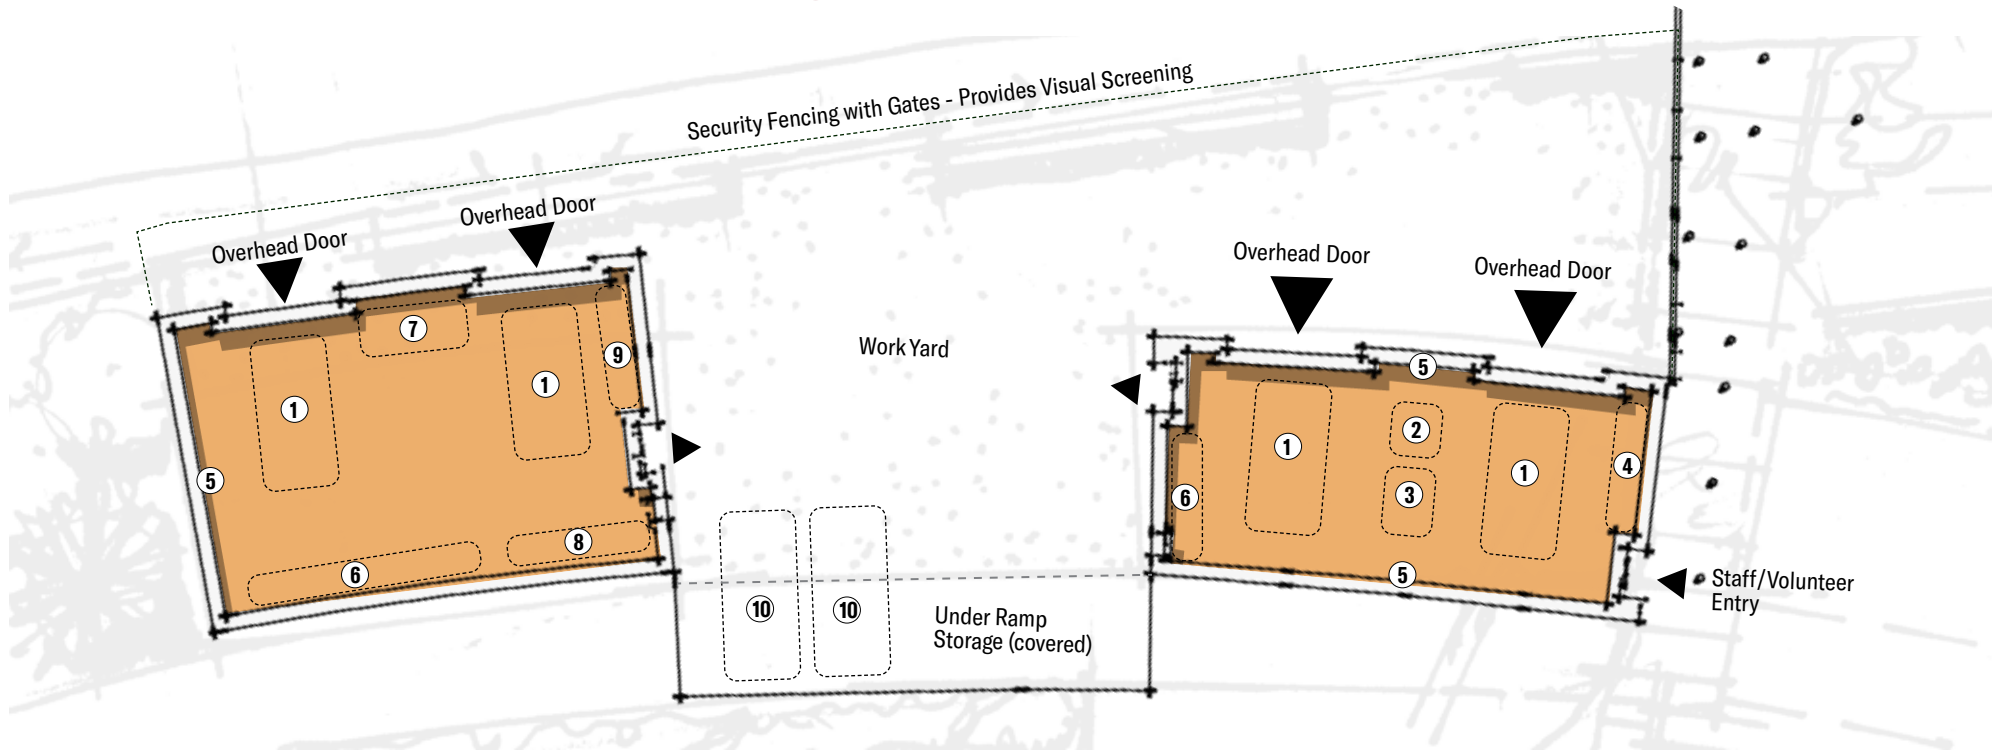 Security Fencing with Gates - Provides Visual Screening
Overhead Door
Overhead Door
Overhead Door
Overhead Door
7
9
1
1
5
8
6
Work Yard
10
10
Under Ramp
Storage (covered)
5
2
1
3
1
4
6
5
Staff/Volunteer
Entry